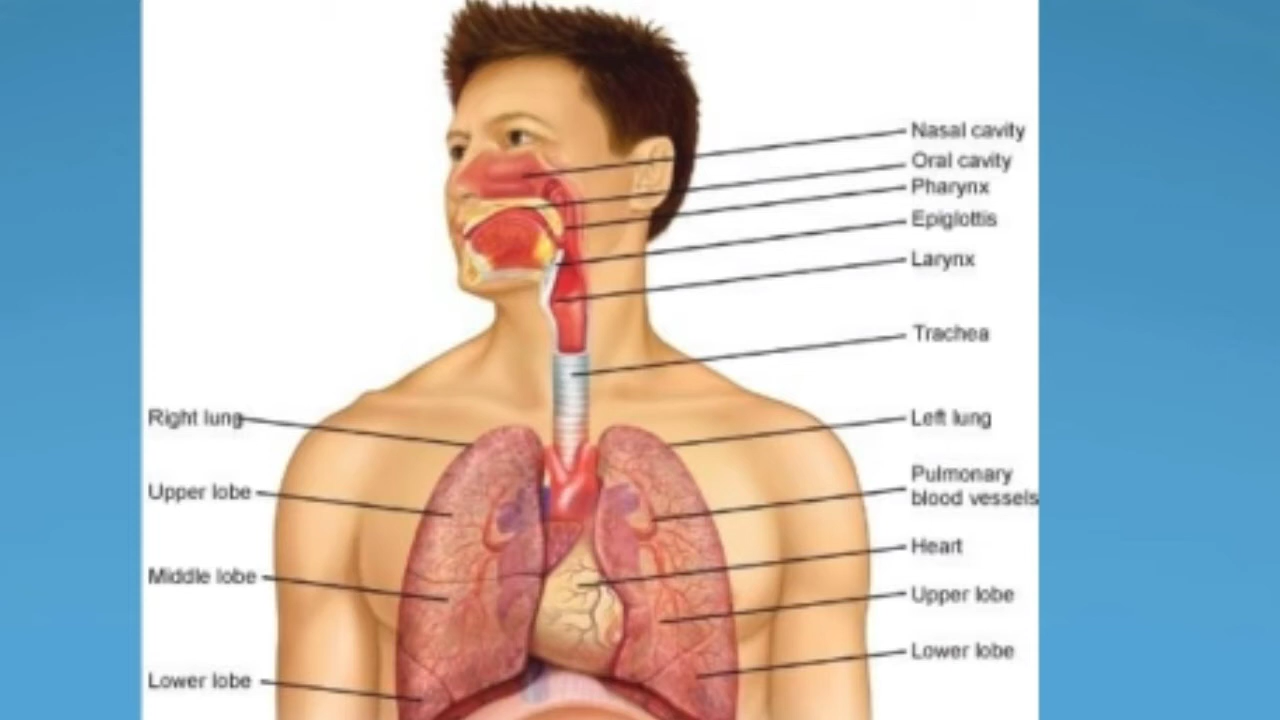 Nasal cavity
Oral cavity
Pharynx
Epiglottis
Larynx
Trachea
Right lung
Left lung
Upper lobe
Pulmonary
blood vessels
Middle lobe
Heart
Upper lobe
Lower lobe
Lower lobe